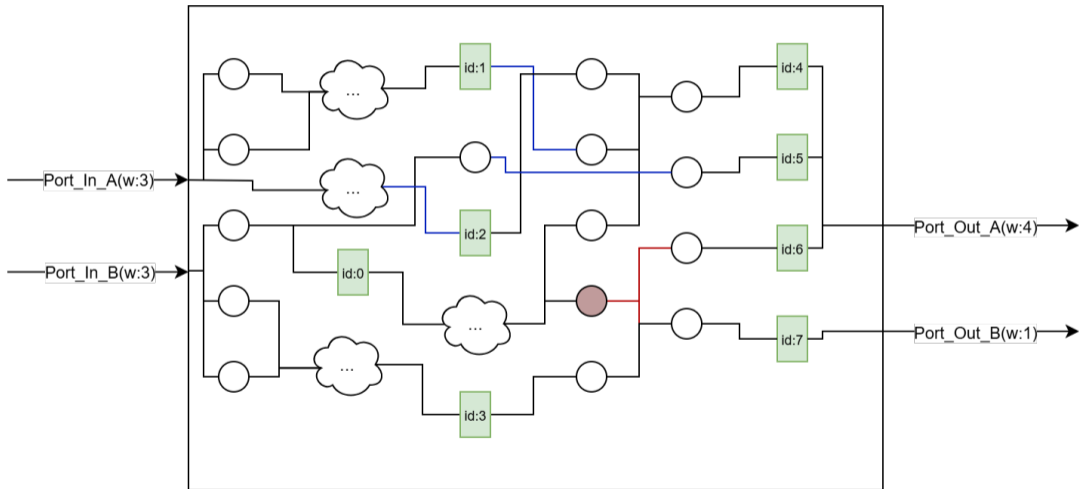 id:1
id:4
...
id:5
Port_In_A(w:3)
...
id:2
id:6
Port_Out_A(w:4)
Port_In_B(w:3)
id:0
...
id:7
Port_Out_B(w:1)
...
id:3